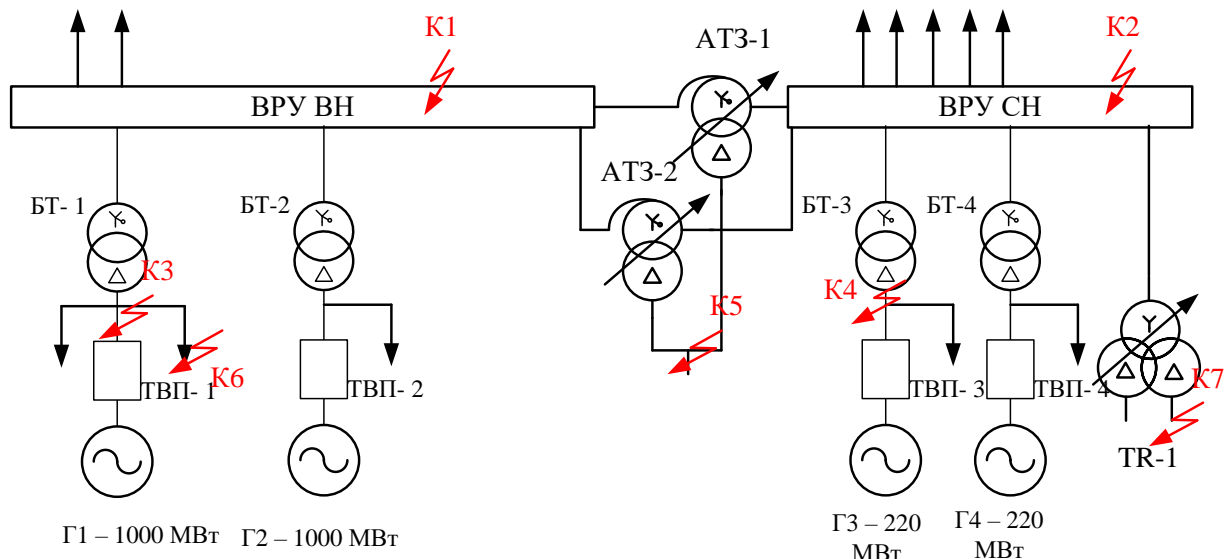 К1
АТЗ-1
К2
ВРУ ВН
ВРУ СН
АТЗ-2
БТ- 1
БТ-2
БТ-3
БТ-4
К3
К4
К5
К6
К7
ТВП- 1
ТВП- 2
ТВП- 3
ТВП- 4
TR-1
Г1 – 1000 МВт
Г2 – 1000 МВт
Г3 – 220
МВт
Г4 – 220
МВт